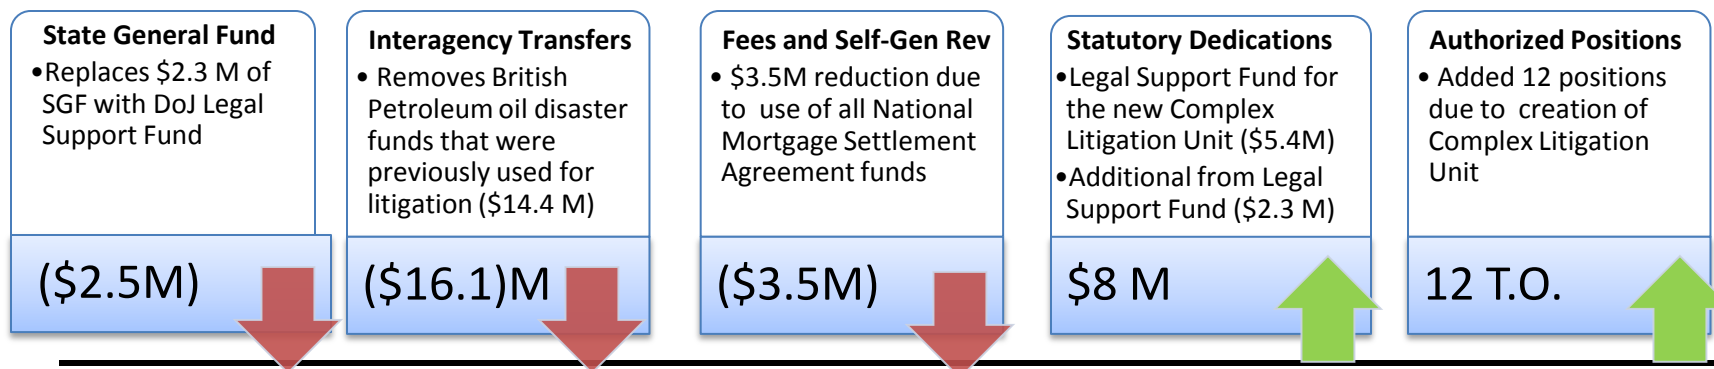 State General Fund
•Replaces $2.3 M of
SGF with DoJ Legal
Support Fund
($2.5M)
Interagency Transfers
• Removes British
Petroleum oil disaster
funds that were
previously used for
litigation ($14.4 M)
($16.1)M
Fees and Self-Gen Rev
• $3.5M reduction due
to use of all National
Mortgage Settlement
Agreement funds
($3.5M)
Statutory Dedications
•Legal Support Fund for
the new Complex
Litigation Unit ($5.4M)
•Additional from Legal
Support Fund ($2.3 M)
$8 M
Authorized Positions
• Added 12 positions
due to creation of
Complex Litigation
Unit
12 T.O.